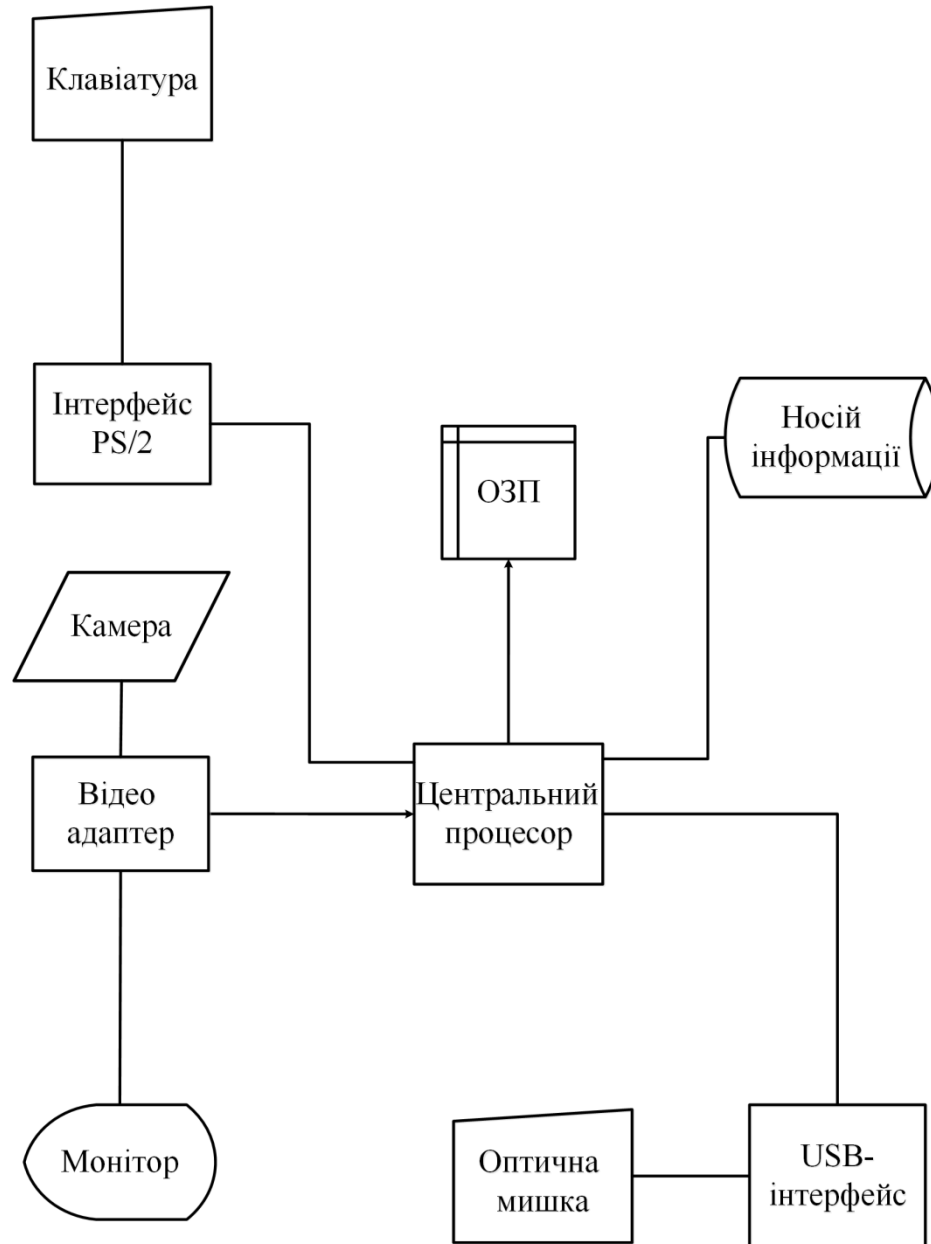 Клавіатура
Інтерфейс
PS/2
Носій
інформації
ОЗП
Камера
Відео
адаптер
Центральний
процесор
Монітор
Оптична
мишка
USB-
інтерфейс